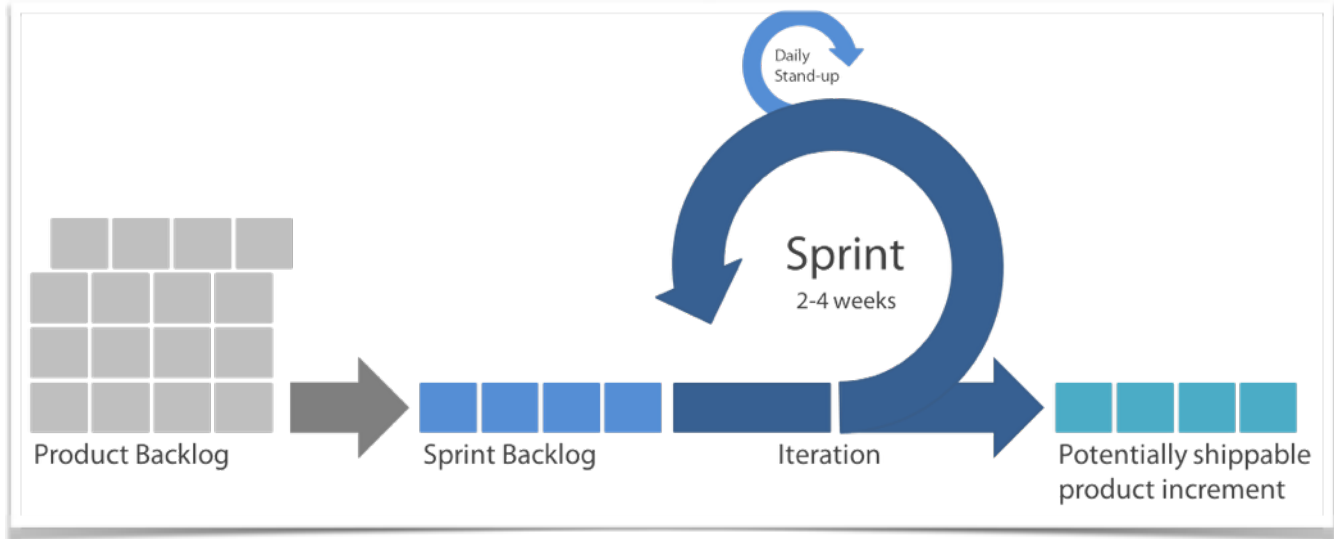 Daily
Stand-up
Sprint
2-4 weeks
Product Backlog
Sprint Backlog
Iteration
Potentially shippable
product increment